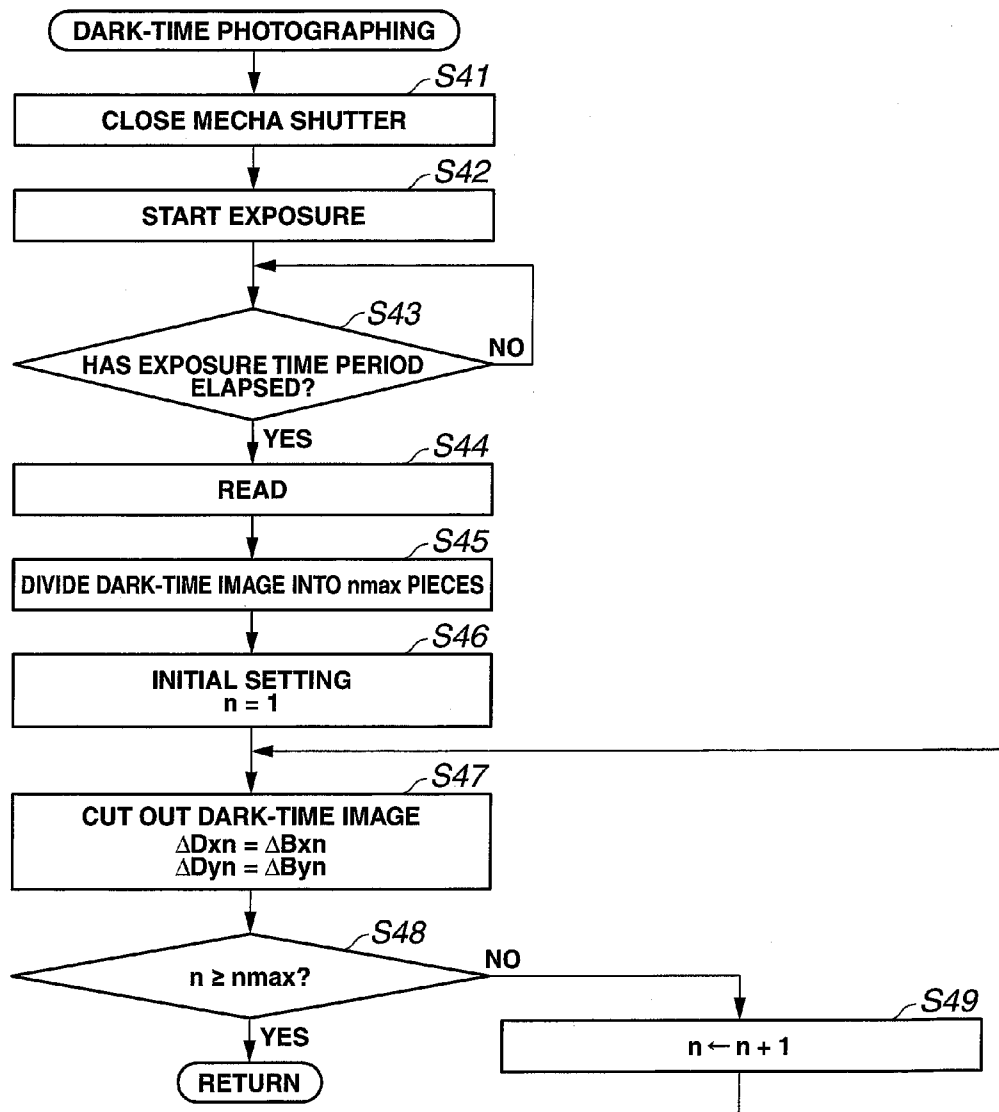 DARK-TIME PHOTOGRAPHING
S41
CLOSE MECHA SHUTTER
S42
START EXPOSURE
S43
HAS EXPOSURE TIME PERIOD
ELAPSED?
NO
YES
S44
READ
S45
DIVIDE DARK-TIME IMAGE INTO nmax PIECES
S46
INITIAL SETTING
n = 1
S47
CUT OUT DARK-TIME IMAGE
ΔDxn = ΔBxn
ΔDyn = ΔByn
S48
n ≥ nmax?
NO
YES
S49
n ← n + 1
RETURN